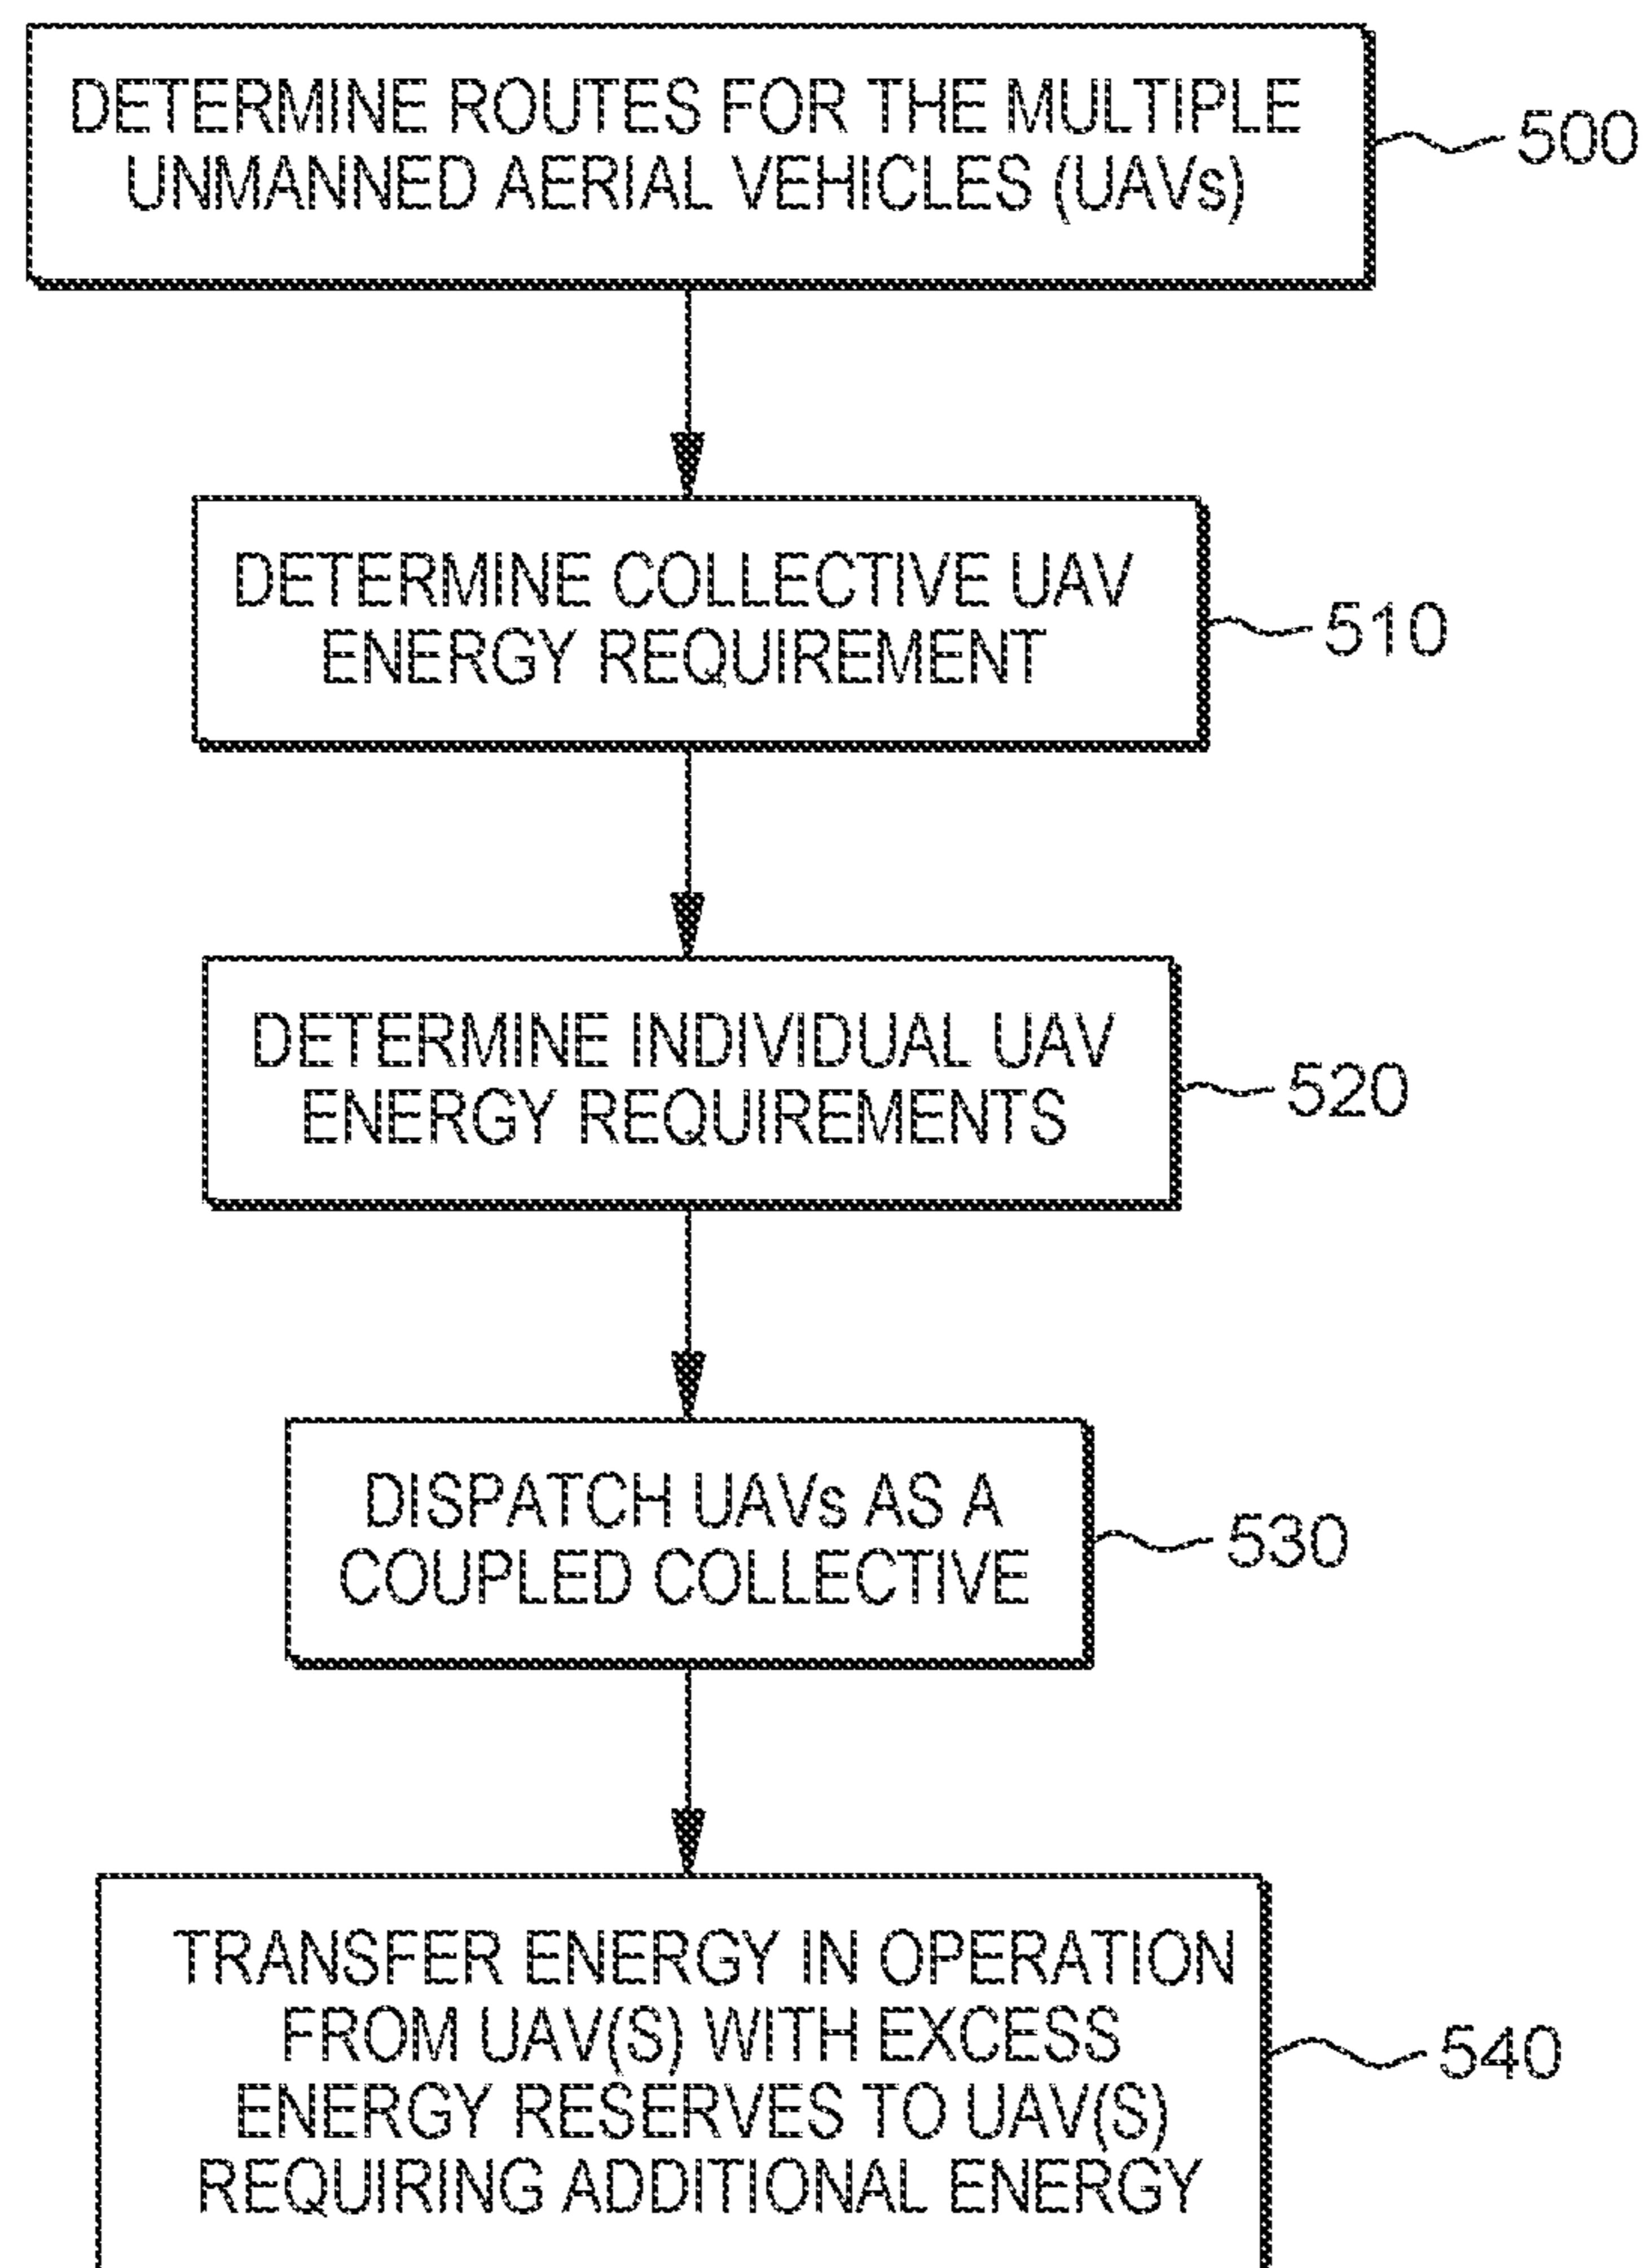 DETERMINE ROUTES FOR THE MULTIPLE
UNMANNED AERIAL VEHICLES (UAVs)
500
DETERMINE COLLECTIVE UAV
ENERGY REQUIREMENT
510
DETERMINE INDIVIDUAL UAV
ENERGY REQUIREMENTS
520
DISPATCH UAVs AS A
COUPLED COLLECTIVE
530
TRANSFER ENERGY IN OPERATION
FROM UAV(S) WITH EXCESS
ENERGY RESERVES TO UAV(S)
REQUIRING ADDITIONAL ENERGY
540